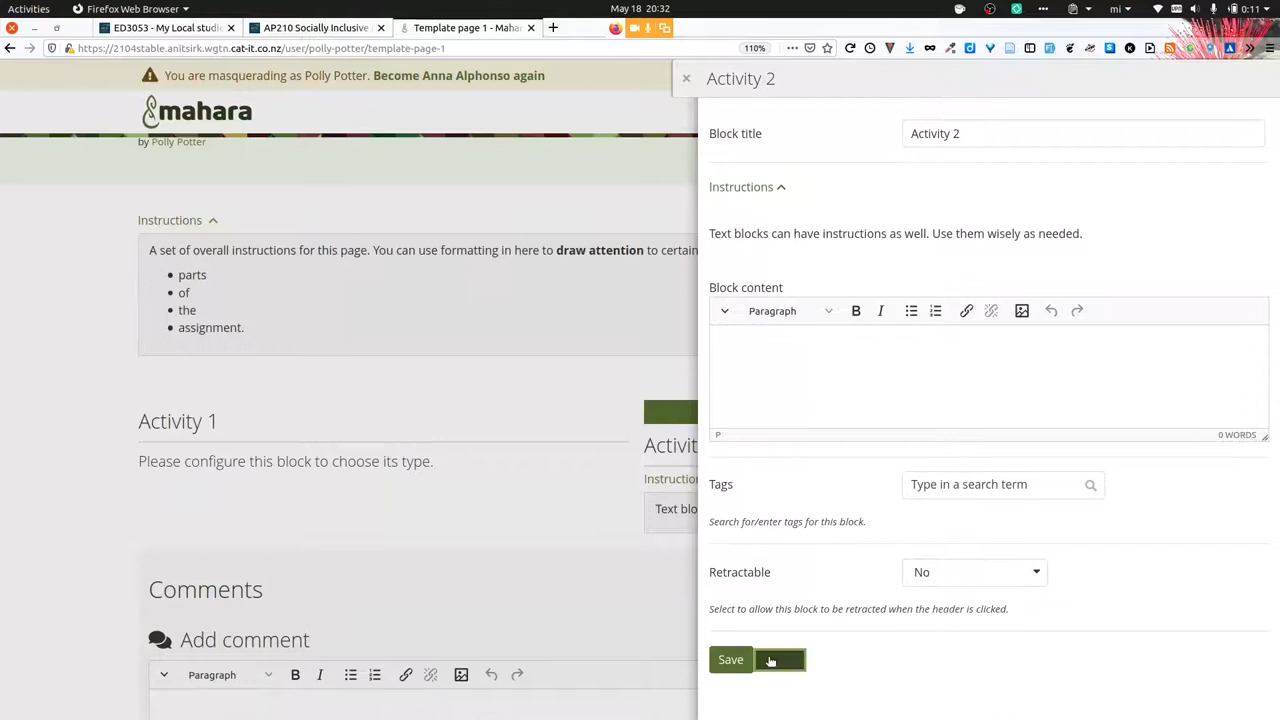 Activities
Firefox Web Browser
May 18 20:32
mi
0:11
ED3053 - My Local studi
AP210 Socially Inclusive
Template page 1 - Mahar
https://2104stable.anitsirk.wgtn.cat-it.co.nz/user/polly-potter/template-page-1
110%
You are masquerading as Polly Potter. Become Anna Alphonso again
mahara
by Polly Potter
Instructions
A set of overall instructions for this page. You can use formatting in here to draw attention to certai
parts
of
the
assignment.
Activity 1
Please configure this block to choose its type.
Activit
Instruction
Text blo
Comments
Add comment
Paragraph
B I
Activity 2
Block title
Activity 2
Instructions
Text blocks can have instructions as well. Use them wisely as needed.
Block content
Paragraph
B I
P
0 WORDS
Tags
Type in a search term
Search for/enter tags for this block.
Retractable
No
Select to allow this block to be retracted when the header is clicked.
Save